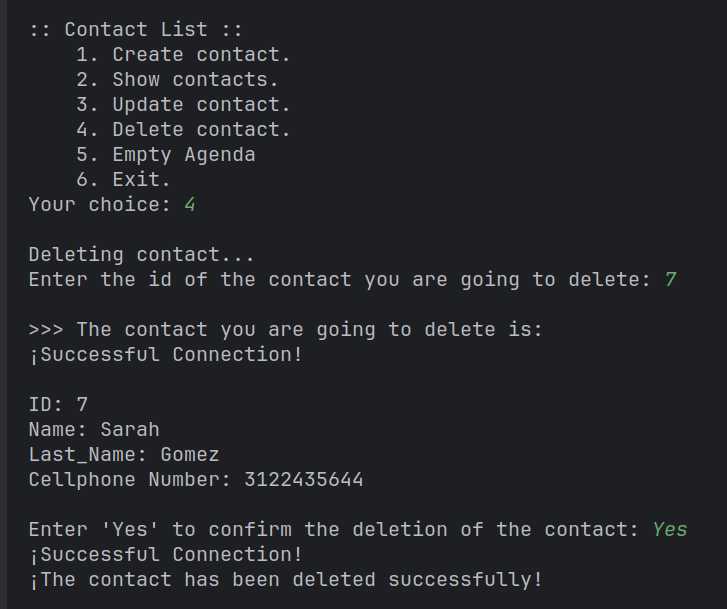 :: Contact List ::
1. Create contact.
2. Show contacts.
3. Update contact.
4. Delete contact.
5. Empty Agenda
6. Exit.
Your choice: 4
Deleting contact...
Enter the id of the contact you are going to delete: 7
>>> The contact you are going to delete is:
¡Successful Connection!
ID: 7
Name: Sarah
Last_Name: Gomez
Cellphone Number: 3122435644
Enter 'Yes' to confirm the deletion of the contact: Yes
¡Successful Connection!
¡The contact has been deleted successfully!